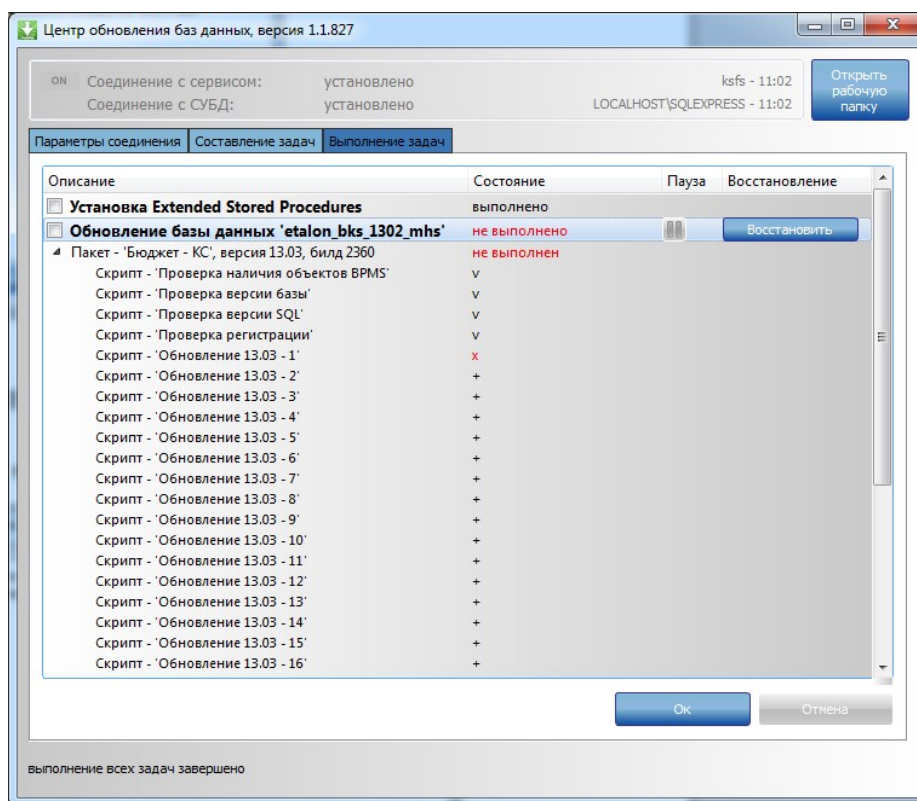 Центр обновления баз данных, версия 1.1.827
ON Соединение с сервисом: установлено ksfs - 11:02
Соединение с СУБД: установлено LOCALHOST\SQLEXPRESS - 11:02
Открыть рабочую папку
Параметры соединения Составление задач Выполнение задач
Описание Состояние Пауза Восстановление
Установка Extended Stored Procedures выполнено
Обновление базы данных 'etalon_bks_1302_mhs' не выполнено Восстановить
Пакет - 'Бюджет - КС', версия 13.03, билд 2360 не выполнен
Скрипт - 'Проверка наличия объектов BPMS' v
Скрипт - 'Проверка версии базы' v
Скрипт - 'Проверка версии SQL' v
Скрипт - 'Проверка регистрации' v
Скрипт - 'Обновление 13.03 - 1' x
Скрипт - 'Обновление 13.03 - 2' +
Скрипт - 'Обновление 13.03 - 3' +
Скрипт - 'Обновление 13.03 - 4' +
Скрипт - 'Обновление 13.03 - 5' +
Скрипт - 'Обновление 13.03 - 6' +
Скрипт - 'Обновление 13.03 - 7' +
Скрипт - 'Обновление 13.03 - 8' +
Скрипт - 'Обновление 13.03 - 9' +
Скрипт - 'Обновление 13.03 - 10' +
Скрипт - 'Обновление 13.03 - 11' +
Скрипт - 'Обновление 13.03 - 12' +
Скрипт - 'Обновление 13.03 - 13' +
Скрипт - 'Обновление 13.03 - 14' +
Скрипт - 'Обновление 13.03 - 15' +
Скрипт - 'Обновление 13.03 - 16' +
Ок Отмена
выполнение всех задач завершено